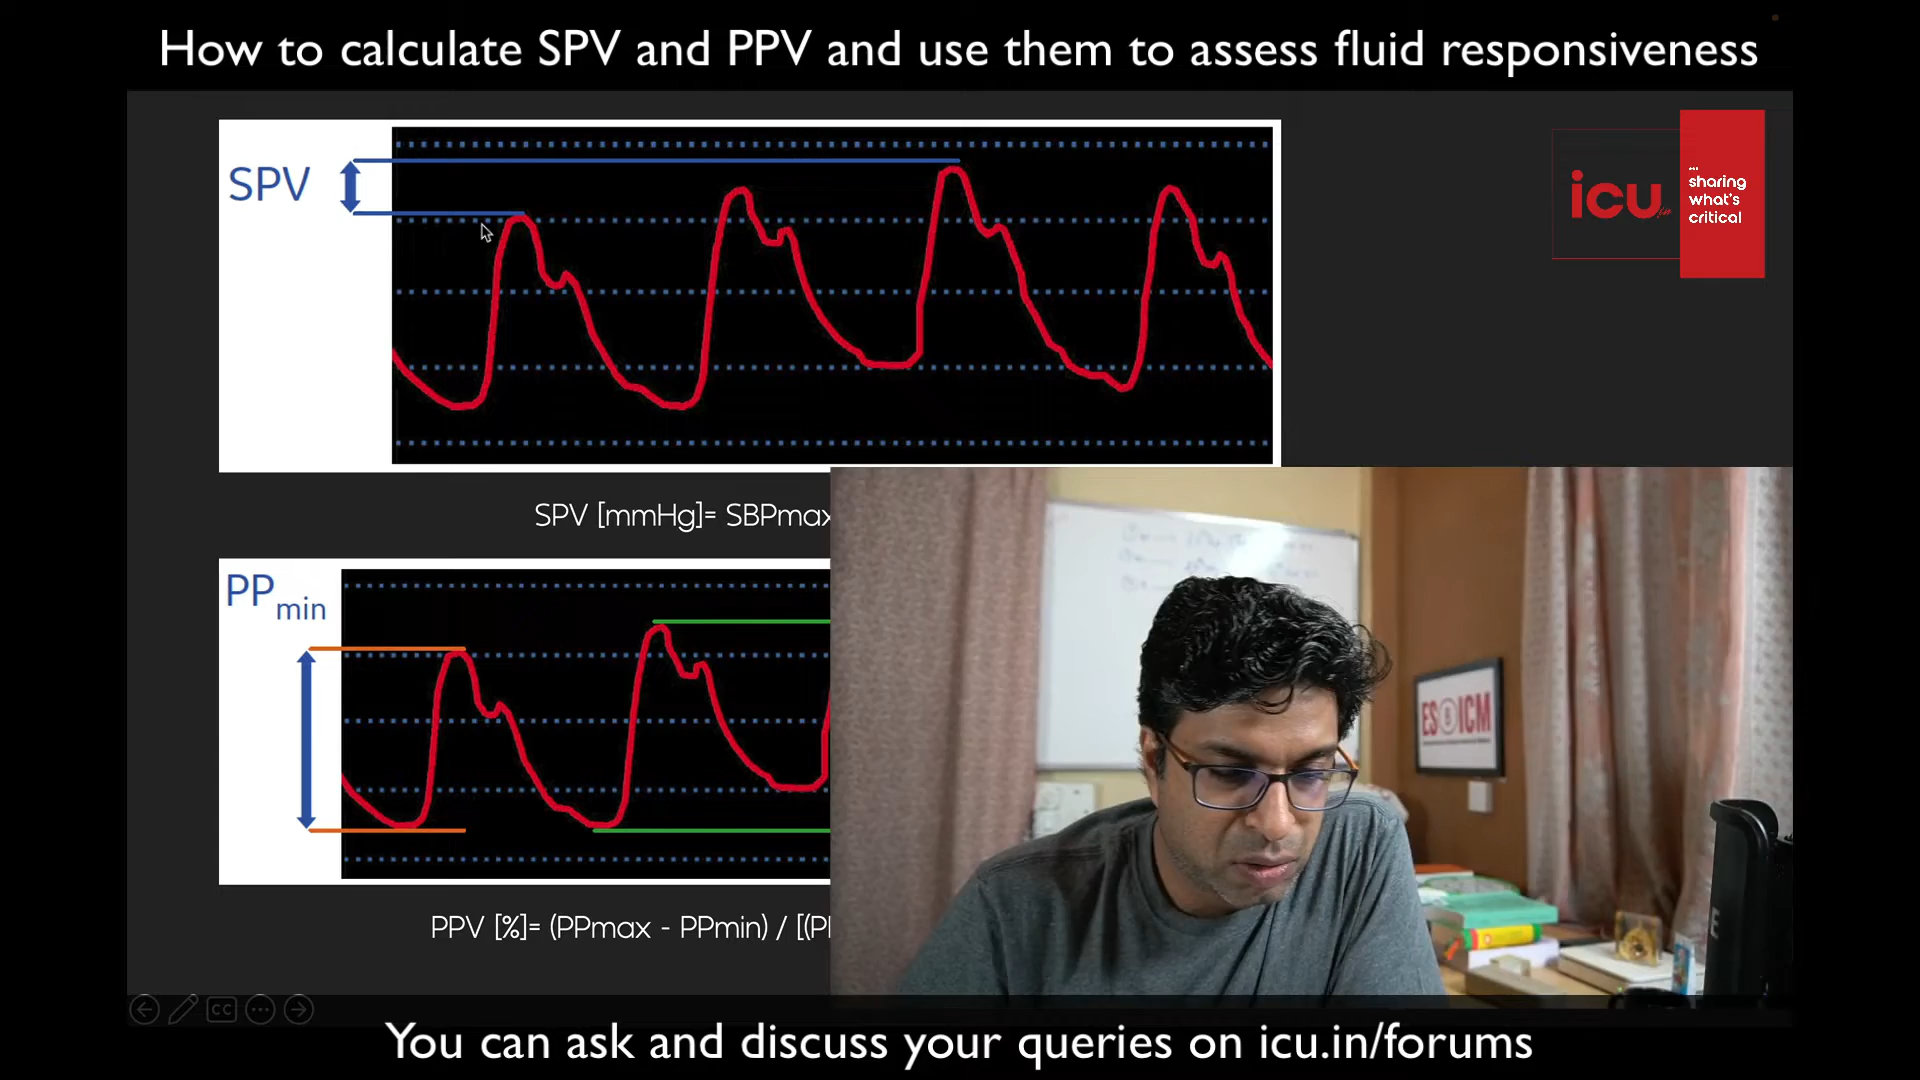 How to calculate SPV and PPV and use them to assess fluid responsiveness
SPV
icu.in
sharing
what's
critical
SPV [mmHg]= SBPmax
PP min
PPV [%]= (PPmax - PPmin) / [(P
ES ICM
CC
You can ask and discuss your queries on icu.in/forums